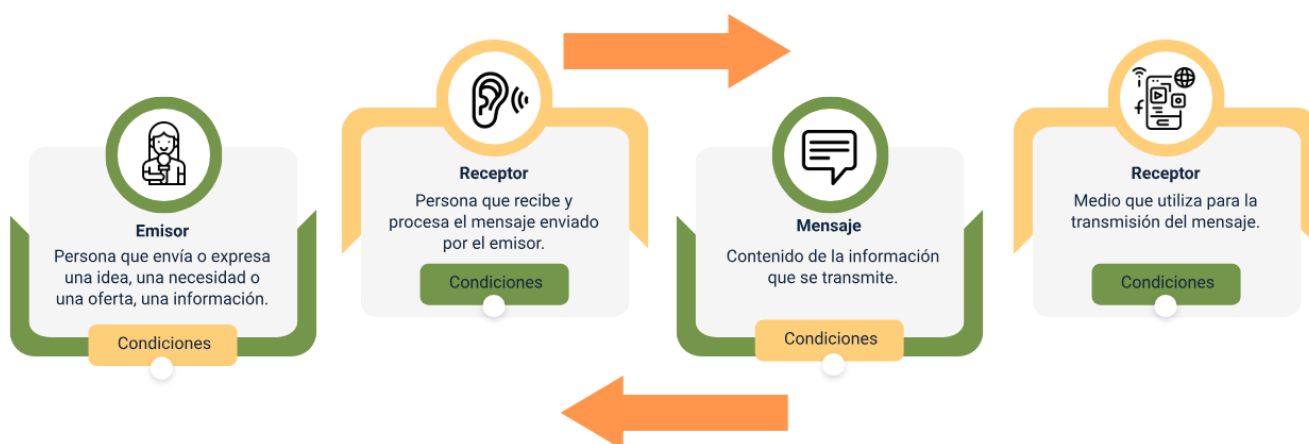 Emisor
Persona que envía o expresa
una idea, una necesidad o
una oferta, una información.
Condiciones
Receptor
Persona que recibe y
procesa el mensaje enviado
por el emisor.
Condiciones
Mensaje
Contenido de la información
que se transmite.
Condiciones
Receptor
Medio que utiliza para la
transmisión del mensaje.
Condiciones